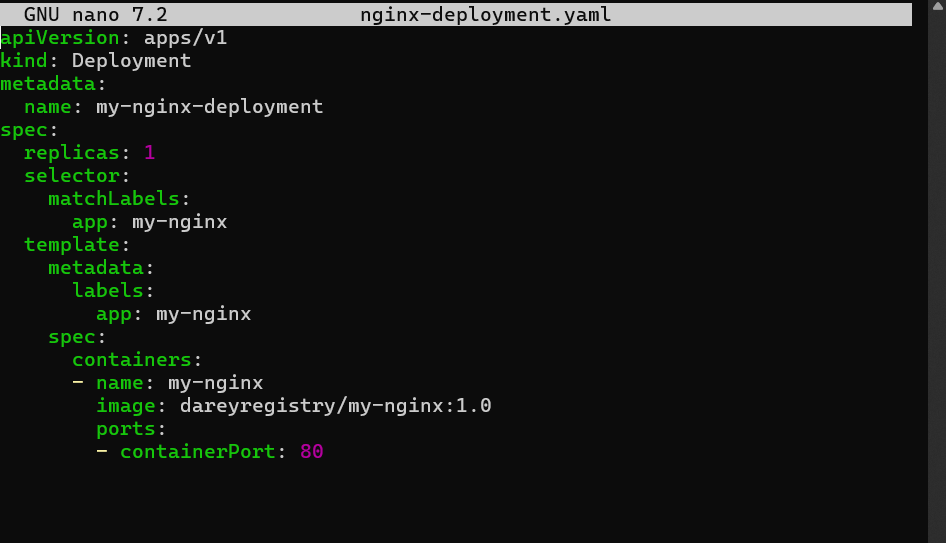 GNU nano 7.2 nginx-deployment.yaml
apiVersion: apps/v1
kind: Deployment
metadata:
  name: my-nginx-deployment
spec:
  replicas: 1
  selector:
    matchLabels:
      app: my-nginx
  template:
    metadata:
      labels:
        app: my-nginx
    spec:
      containers:
      - name: my-nginx
        image: dareyregistry/my-nginx:1.0
        ports:
        - containerPort: 80